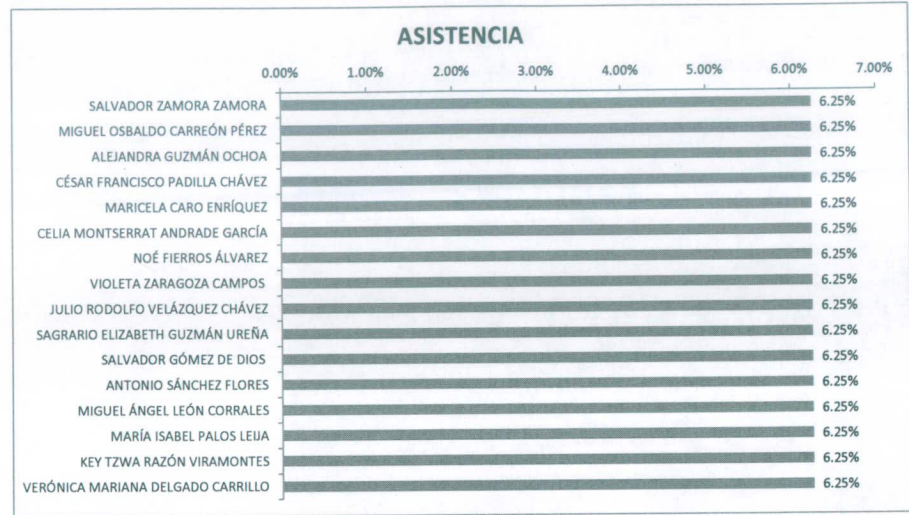 ASISTENCIA
0.00% 1.00% 2.00% 3.00% 4.00% 5.00% 6.00% 7.00%
SALVADOR ZAMORA ZAMORA 6.25%
MIGUEL OSBALDO CARREÓN PÉREZ 6.25%
ALEJANDRA GUZMÁN OCHOA 6.25%
CÉSAR FRANCISCO PADILLA CHÁVEZ 6.25%
MARICELA CARO ENRÍQUEZ 6.25%
CELIA MONTSERRAT ANDRADE GARCÍA 6.25%
NOÉ FIERROS ÁLVAREZ 6.25%
VIOLETA ZARAGOZA CAMPOS 6.25%
JULIO RODOLFO VELÁZQUEZ CHÁVEZ 6.25%
SAGRARIO ELIZABETH GUZMÁN UREÑA 6.25%
SALVADOR GÓMEZ DE DIOS 6.25%
ANTONIO SÁNCHEZ FLORES 6.25%
MIGUEL ÁNGEL LEÓN CORRALES 6.25%
MARÍA ISABEL PALOS LEIJA 6.25%
KEY TZWA RAZÓN VIRAMONTES 6.25%
VERÓNICA MARIANA DELGADO CARRILLO 6.25%